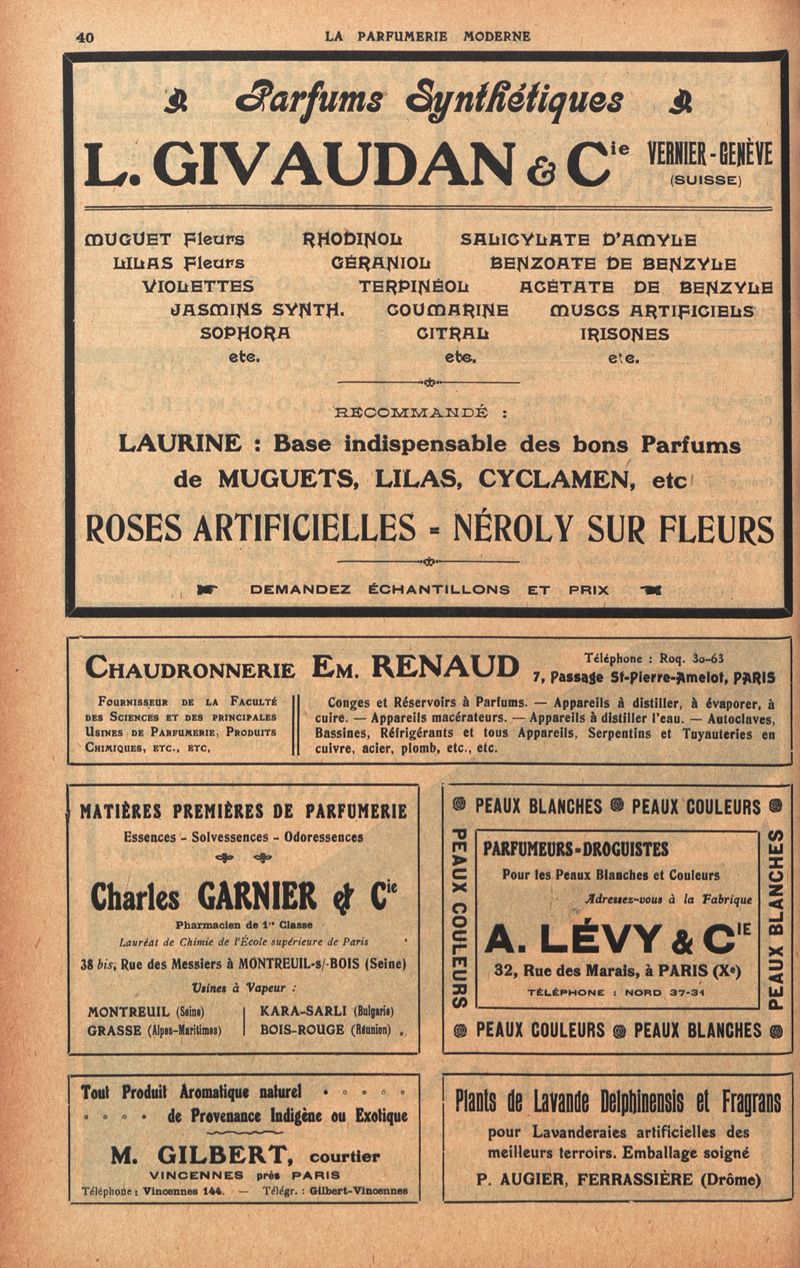 40
LA PARFUMERIE MODERNE
Parfums Synthétiques
L. GIVAUDAN & Cie VERNIER-GENÈVE
(SUISSE)
MUGUET Fleurs RHODINOL SALICYLATE D'AMYLE
LILAS Fleurs GÉRANIOL BENZOATE DE BENZYLE
VIOLETTES TERPINÉOL ACÉTATE DE BENZYLE
JASMINS SYNTH. COUMARINE MUSCS ARTIFICIELS
SOPHORA CITRAL IRISONES
etc. etc. etc.
RECOMMANDÉ :
LAURINE : Base indispensable des bons Parfums
de MUGUETS, LILAS, CYCLAMEN, etc
ROSES ARTIFICIELLES - NÉROLY SUR FLEURS
DEMANDEZ ÉCHANTILLONS ET PRIX
CHAUDRONNERIE EM. RENAUD
Téléphone : Roq. 30-63
7, Passage St-Pierre-Amelot, PARIS
FOURNISSEUR DE LA FACULTÉ
DES SCIENCES ET DES PRINCIPALES
USINES DE PARFUMERIE, PRODUITS
CHIMIQUES, ETC., ETC.
Conges et Réservoirs à Parfums. — Appareils à distiller, à évaporer, à
cuire. — Appareils macérateurs. — Appareils à distiller l'eau. — Autoclaves,
Bassines, Réfrigérants et tous Appareils, Serpentins et Tuyauteries en
cuivre, acier, plomb, etc., etc.
MATIÈRES PREMIÈRES DE PARFUMERIE
Essences - Solvessences - Odoressences
Charles GARNIER & Cie
Pharmacien de 1re Classe
Lauréat de Chimie de l'École supérieure de Paris
38 bis, Rue des Messiers à MONTREUIL-s/-BOIS (Seine)
Usines à Vapeur :
MONTREUIL (Seine) KARA-SARLI (Bulgarie)
GRASSE (Alpes-Maritimes) BOIS-ROUGE (Réunion)
PEAUX BLANCHES PEAUX COULEURS
PEAUX COULEURS
PARFUMEURS-DROGUISTES
Pour les Peaux Blanches et Couleurs
Adressez-vous à la Fabrique
A. LÉVY & CIE
32, Rue des Marais, à PARIS (Xe)
TÉLÉPHONE : NORD 37-31
PEAUX BLANCHES
PEAUX COULEURS PEAUX BLANCHES
Tout Produit Aromatique naturel
de Provenance Indigène ou Exotique
M. GILBERT, courtier
VINCENNES près PARIS
Téléphone : Vincennes 144. — Télégr. : Gilbert-Vincennes
Plants de Lavande Delphinensis et Fragrans
pour Lavanderaies artificielles des
meilleurs terroirs. Emballage soigné
P. AUGIER, FERRASSIÈRE (Drôme)